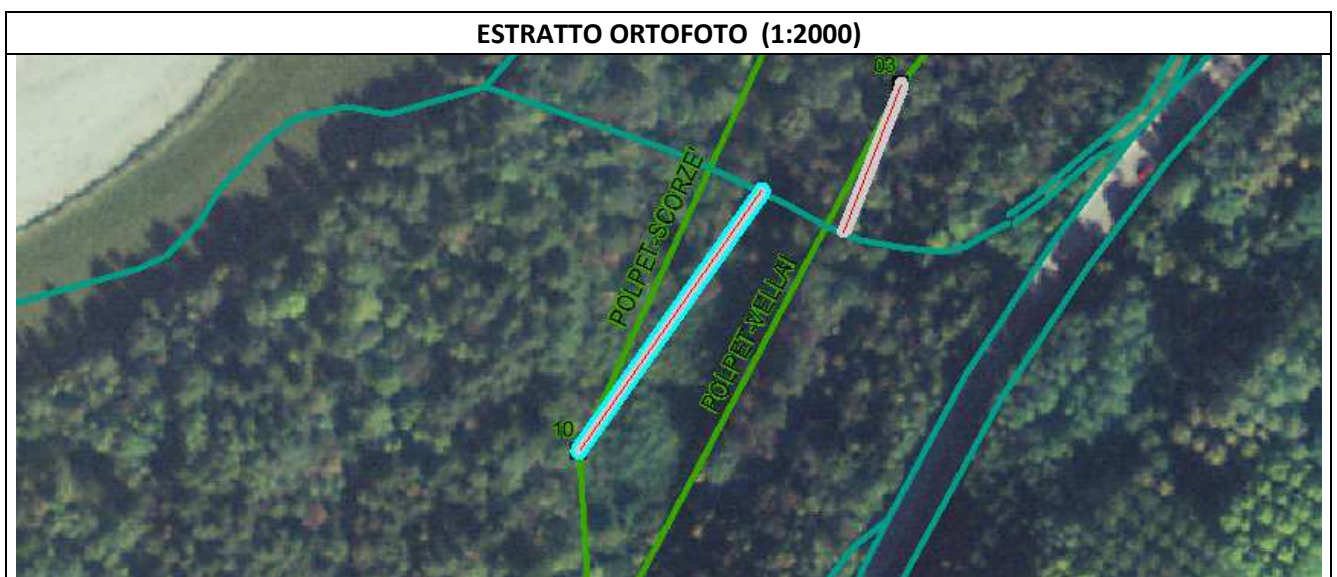 ESTRATTO ORTOFOTO (1:2000)
03
POLPET-SCORZE'
POLPET-VELLAI
10